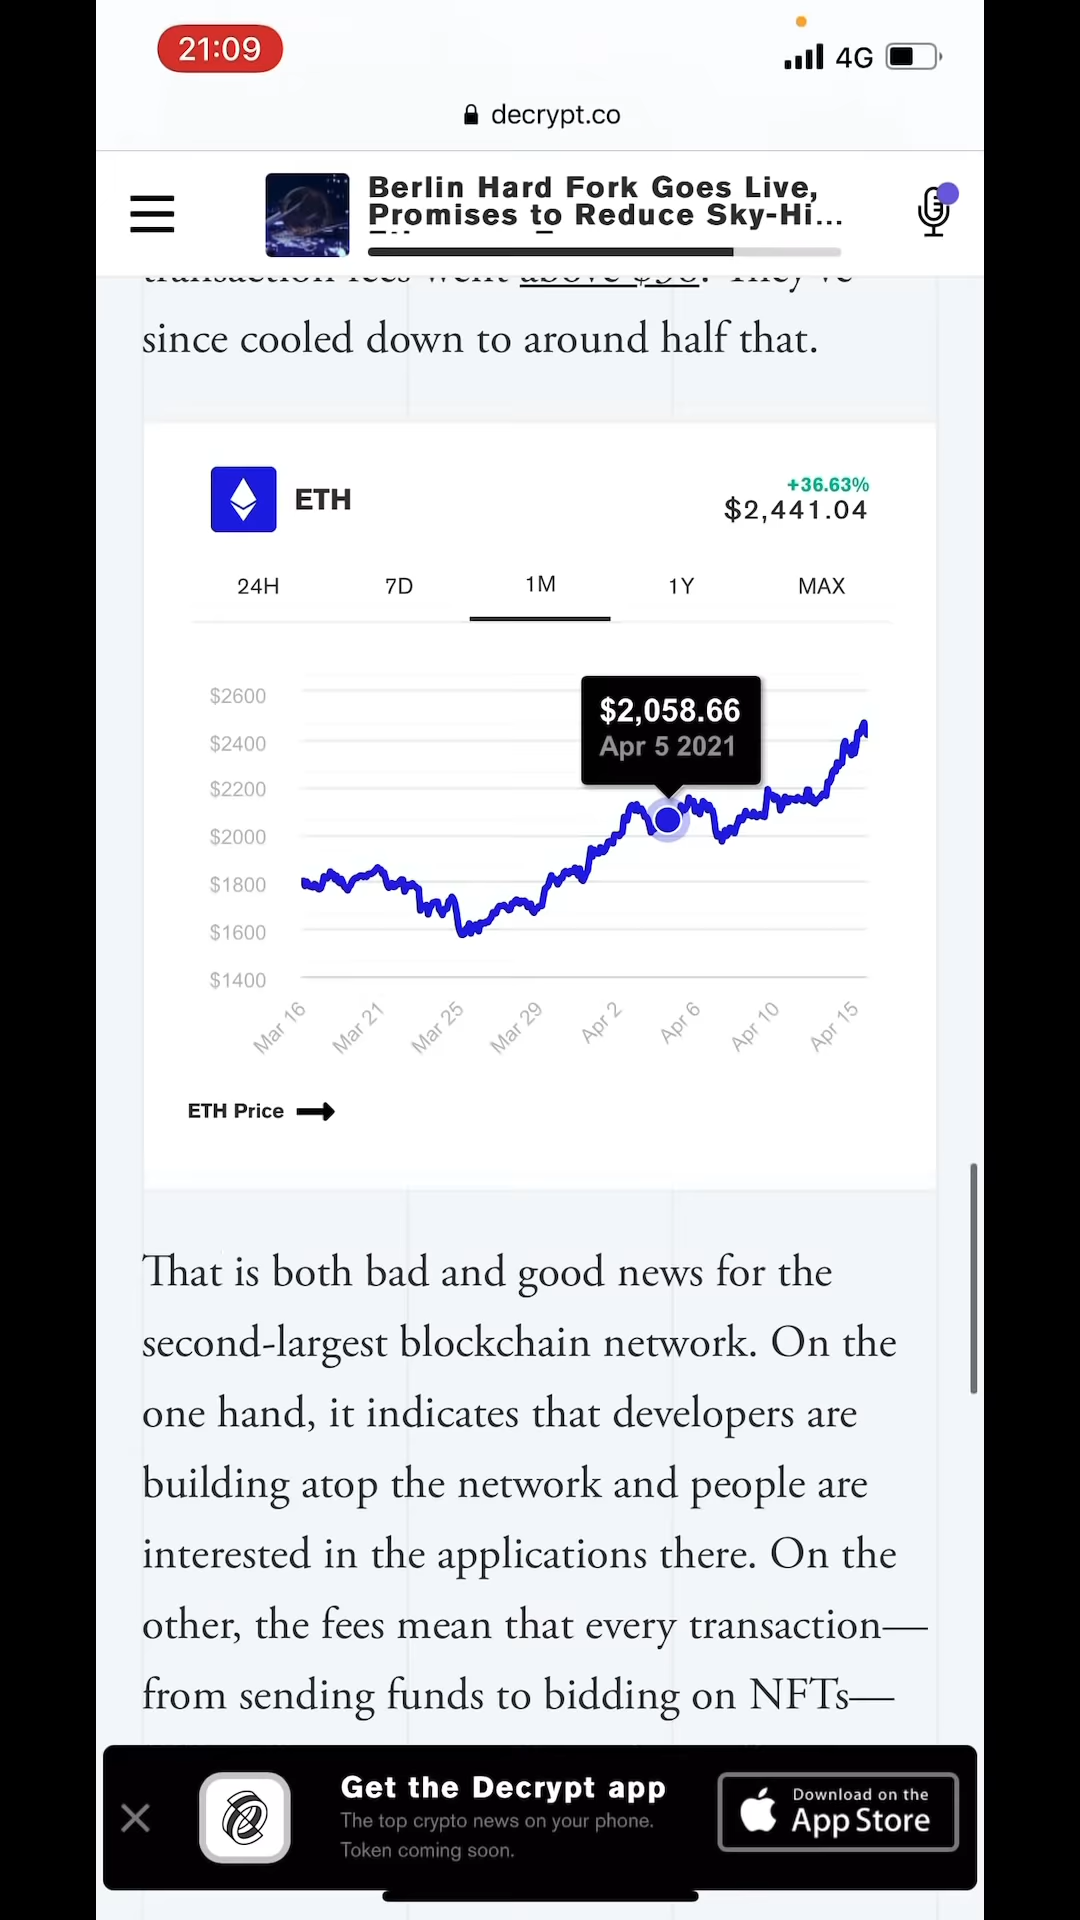 21:09
4G
decrypt.co
Berlin Hard Fork Goes Live,
Promises to Reduce Sky-Hi...
transaction fees went above $30. They've
since cooled down to around half that.
ETH
+36.63%
$2,441.04
24H 7D 1M 1Y MAX
$2,058.66
Apr 5 2021
$2600
$2400
$2200
$2000
$1800
$1600
$1400
Mar 16 Mar 21 Mar 25 Mar 29 Apr 2 Apr 6 Apr 10 Apr 15
ETH Price
That is both bad and good news for the
second-largest blockchain network. On the
one hand, it indicates that developers are
building atop the network and people are
interested in the applications there. On the
other, the fees mean that every transaction—
from sending funds to bidding on NFTs—
Get the Decrypt app
The top crypto news on your phone.
Token coming soon.
Download on the
App Store